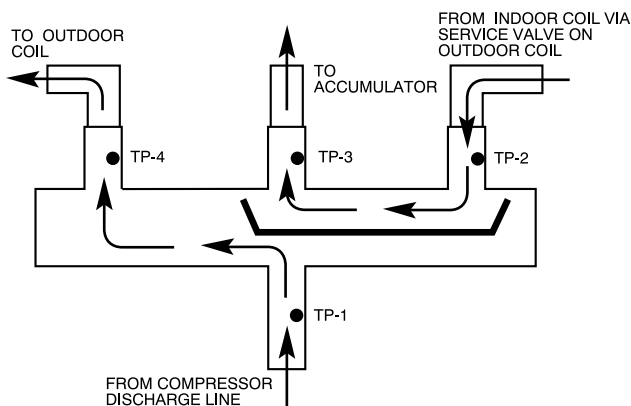 TO OUTDOOR
COIL
TO
ACCUMULATOR
FROM INDOOR COIL VIA
SERVICE VALVE ON
OUTDOOR COIL
TP-4
TP-3
TP-2
TP-1
FROM COMPRESSOR
DISCHARGE LINE